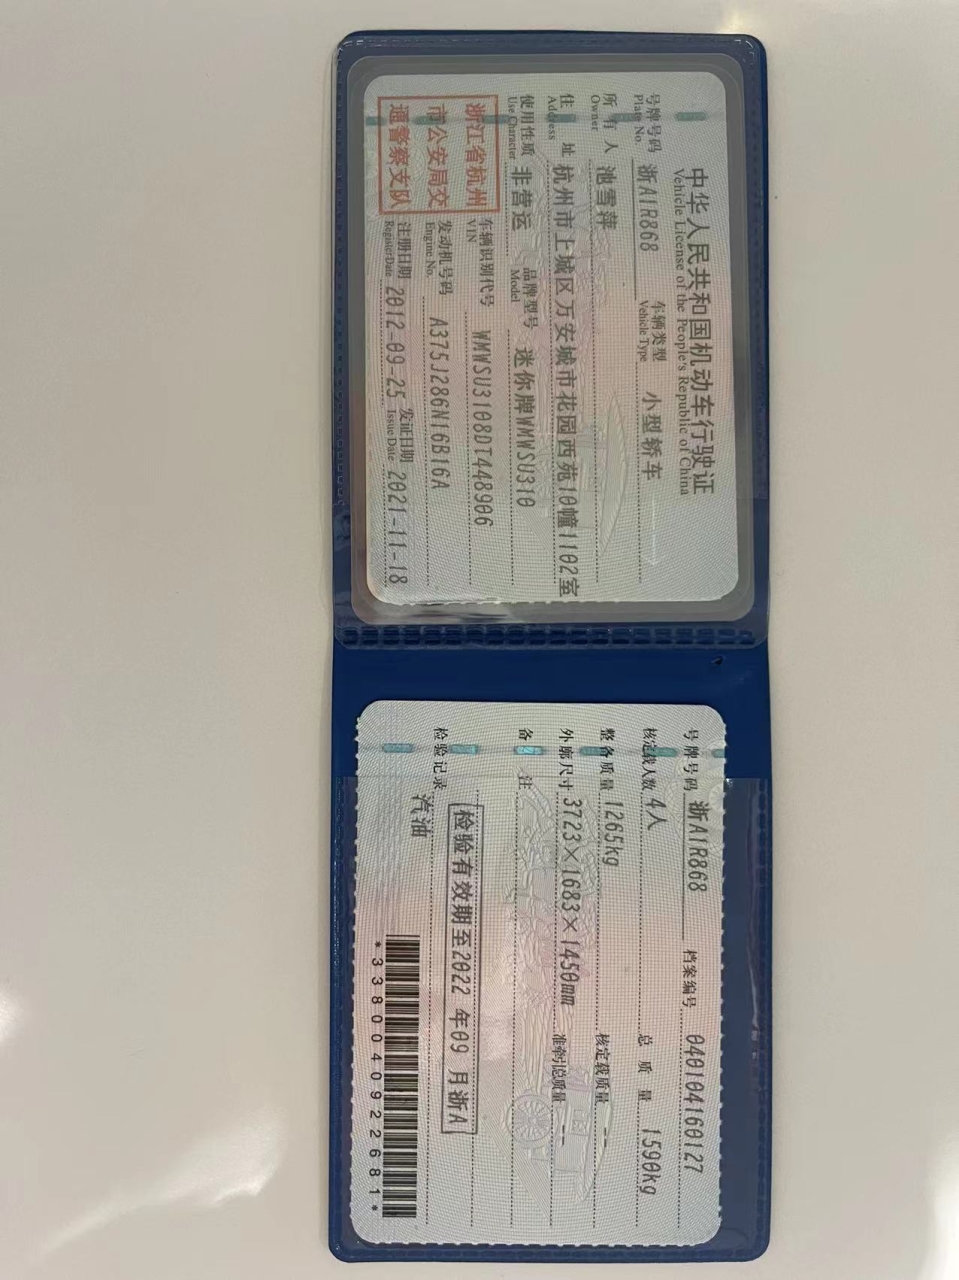 中华人民共和国机动车行驶证
Vehicle License of the People's Republic of China
号牌号码 浙A1R868 车辆类型 小型轿车
Plate No. Vehicle Type
所有人 池雪萍
Owner
住址 杭州市上城区万安城市花园西苑10幢1102室
Address
使用性质 非营运 品牌型号 迷你牌WMWSU310
Use Character Model
浙江省杭州
市公安局交
通警察支队
车辆识别代号 WMWSU3108DT448906
VIN
发动机号码 A375J286N16B16A
Engine No.
注册日期 2012-09-25 发证日期 2021-11-18
Register Date Issue Date
号牌号码 浙A1R868 档案编号 040104160127
核定载人数 4人 总质量 1590kg
整备质量 1265kg 核定载质量 --
外廓尺寸 3723×1683×1450mm 准牵引总质量 --
备注
检验有效期至2022年09月浙A
检验记录
汽油
*3380040922681*